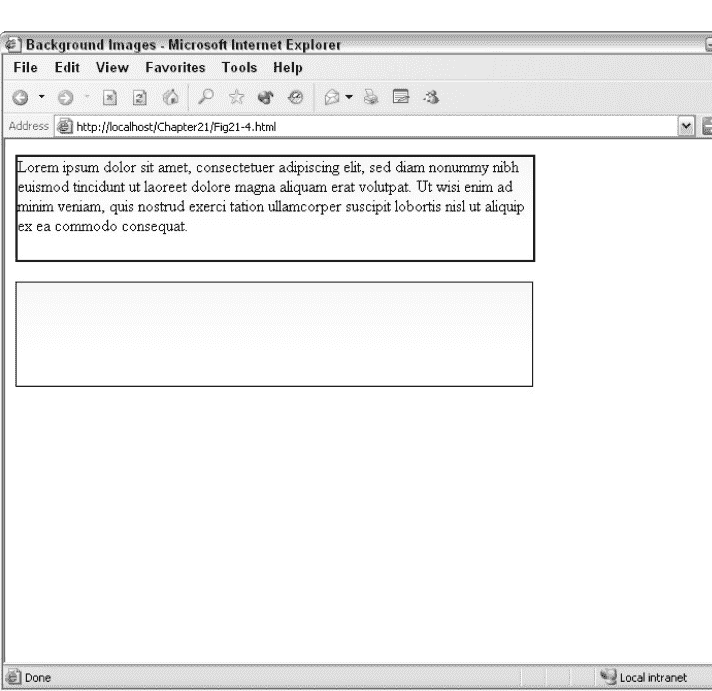 Background Images - Microsoft Internet Explorer
File Edit View Favorites Tools Help
Address http://localhost/Chapter21/Fig21-4.html
Lorem ipsum dolor sit amet, consectetuer adipiscing elit, sed diam nonummy nibh
euismod tincidunt ut laoreet dolore magna aliquam erat volutpat. Ut wisi enim ad
minim veniam, quis nostrud exerci tation ullamcorper suscipit lobortis nisl ut aliquip
ex ea commodo consequat.
Done Local intranet